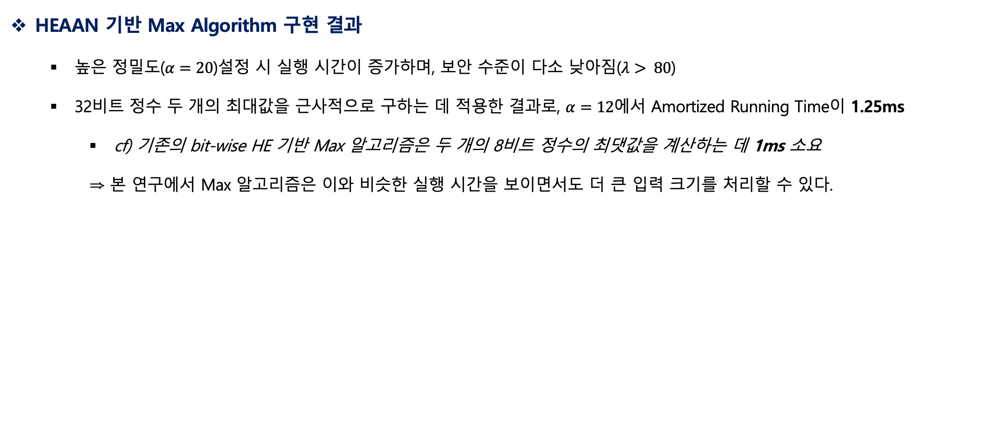 ❖ HEAAN 기반 Max Algorithm 구현 결과
▪ 높은 정밀도(𝛼 = 20)설정 시 실행 시간이 증가하며, 보안 수준이 다소 낮아짐(𝜆 > 80)
▪ 32비트 정수 두 개의 최대값을 근사적으로 구하는 데 적용한 결과로, 𝛼 = 12에서 Amortized Running Time이 1.25ms
▪ cf) 기존의 bit-wise HE 기반 Max 알고리즘은 두 개의 8비트 정수의 최댓값을 계산하는 데 1ms 소요
⇒ 본 연구에서 Max 알고리즘은 이와 비슷한 실행 시간을 보이면서도 더 큰 입력 크기를 처리할 수 있다.